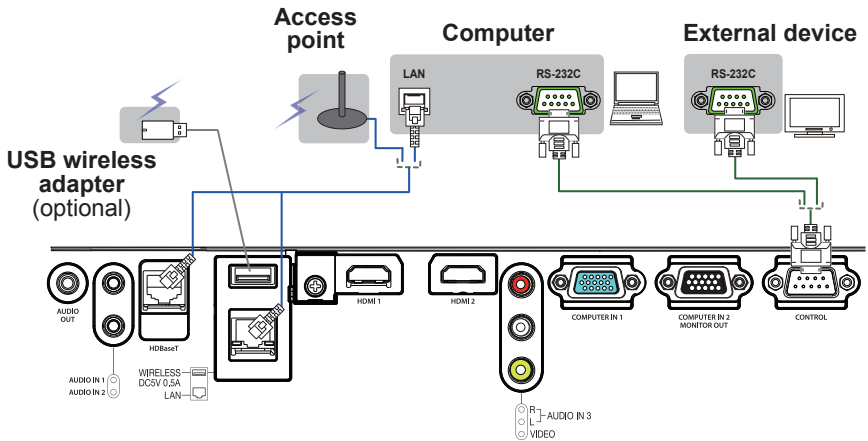 Access
point
Computer
External device
LAN
RS-232C
RS-232C
USB wireless
adapter
(optional)
AUDIO
OUT
HDBaseT
HDMI 1
HDMI 2
COMPUTER IN 1
COMPUTER IN 2
MONITOR OUT
CONTROL
AUDIO IN 1
AUDIO IN 2
WIRELESS
DC5V 0.5A
LAN
R
L
AUDIO IN 3
VIDEO